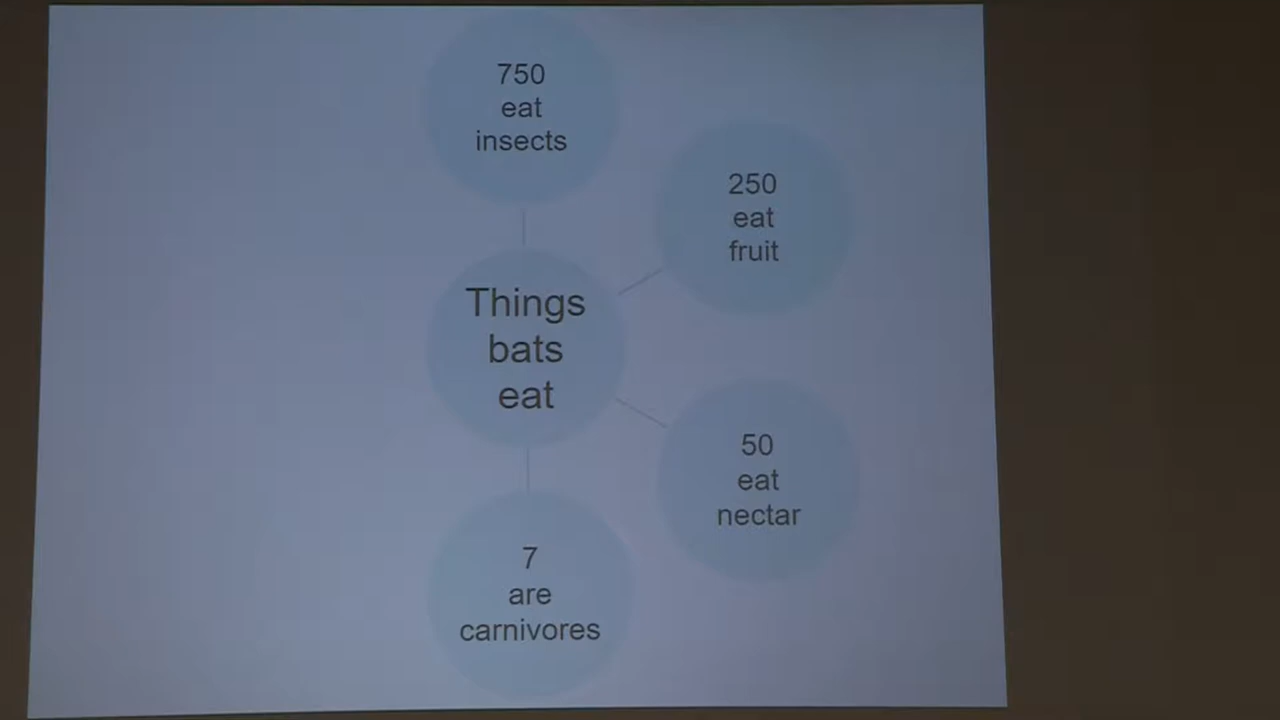 750
eat
insects
250
eat
fruit
Things
bats
eat
50
eat
nectar
7
are
carnivores